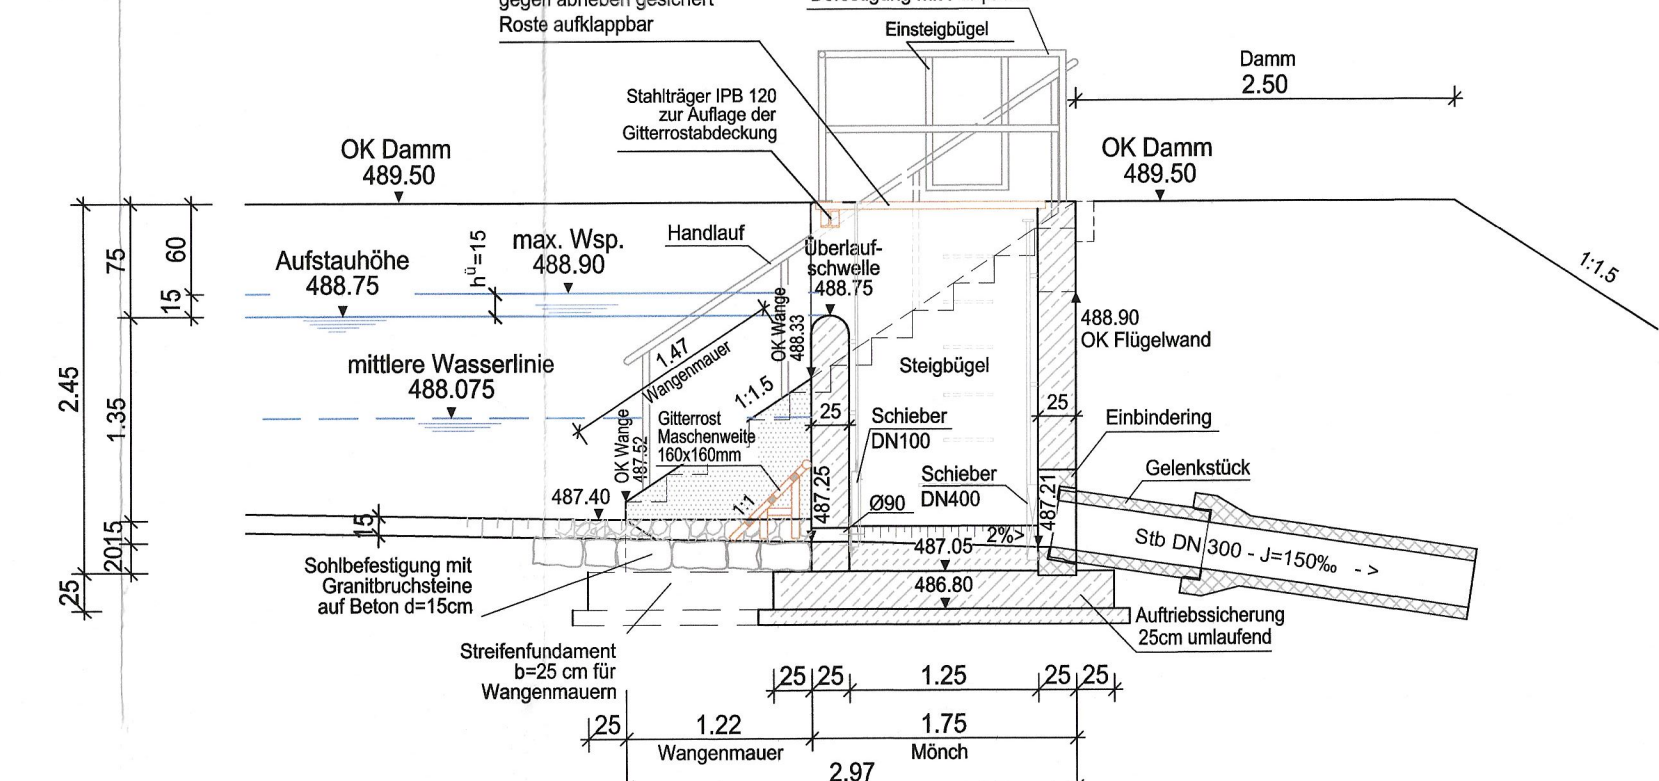 gegen abheben gesichert
Roste aufklappbar
Einsteigbügel
Damm
2.50
Stahlträger IPB 120
zur Auflage der
Gitterrostabdeckung
OK Damm
489.50
OK Damm
489.50
Handlauf
max. Wsp.
488.90
hü=15
Aufstauhöhe
488.75
Überlauf-
schwelle
488.75
75
60
15
1:1.5
488.90
OK Flügelwand
OK Wange
488.33
1.47
Wangenmauer
mittlere Wasserlinie
488.075
Steigbügel
2.45
1.35
1:1.5
25
25
Schieber
DN100
Einbindering
OK Wange
487.52
Gitterrost
Maschenweite
160x160mm
Schieber
DN400
Gelenkstück
487.40
1:1
487.25
Ø90
487.21
15
15
20
2%>
487.05
Stb DN 300 - J=150‰ - >
Sohlbefestigung mit
Granitbruchsteine
auf Beton d=15cm
25
486.80
Auftriebssicherung
25cm umlaufend
Streifenfundament
b=25 cm für
Wangenmauern
25
25
1.25
25
25
25
1.22
1.75
Wangenmauer
Mönch
2.97